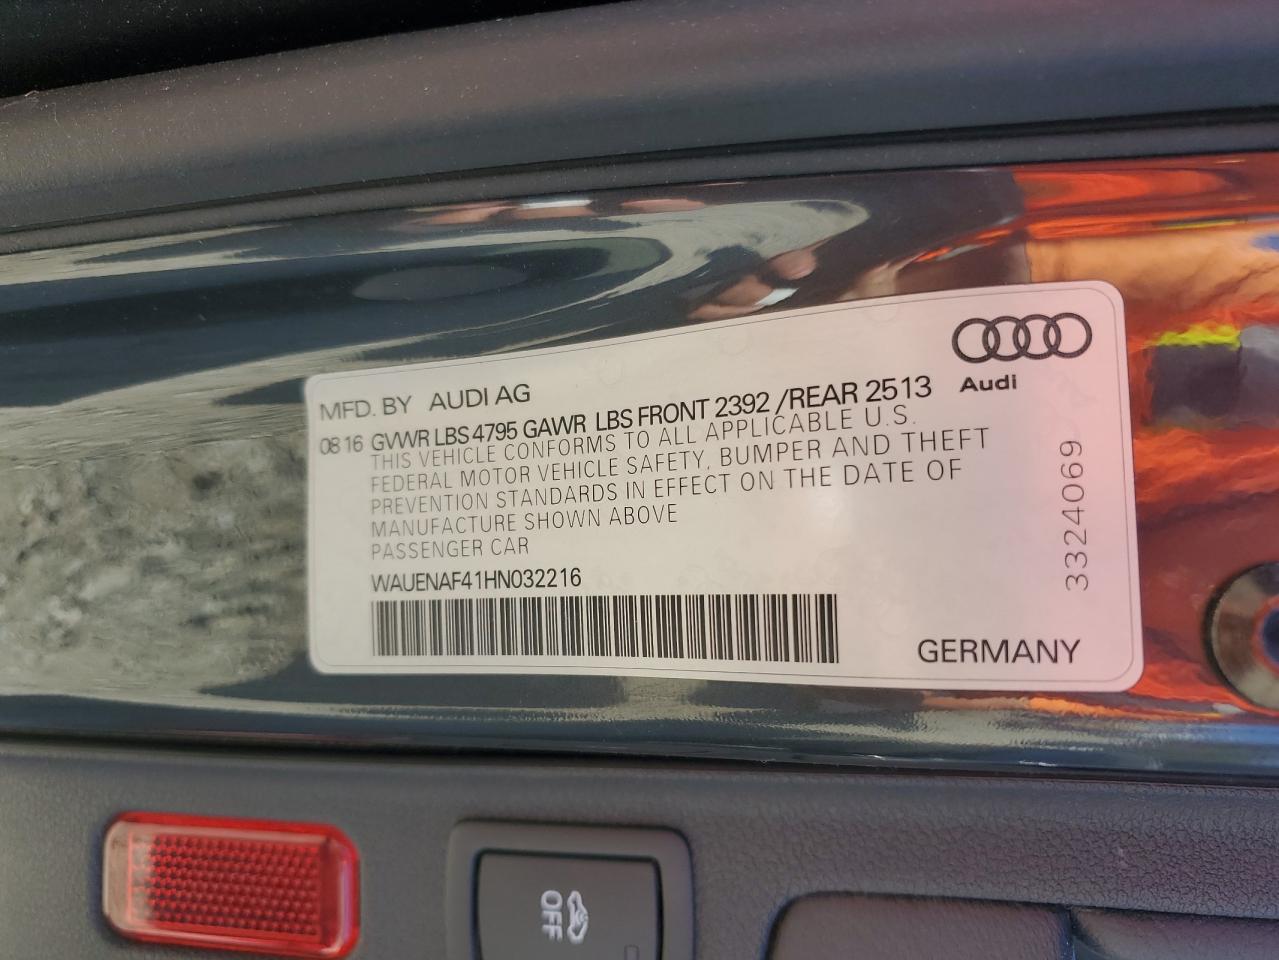 Audi
MFD. BY AUDI AG
08 16 GVWR LBS 4795 GAWR LBS FRONT 2392 /REAR 2513
THIS VEHICLE CONFORMS TO ALL APPLICABLE U.S.
FEDERAL MOTOR VEHICLE SAFETY, BUMPER AND THEFT
PREVENTION STANDARDS IN EFFECT ON THE DATE OF
MANUFACTURE SHOWN ABOVE
PASSENGER CAR
WAUENAF41HN032216
3324069
GERMANY
OFF